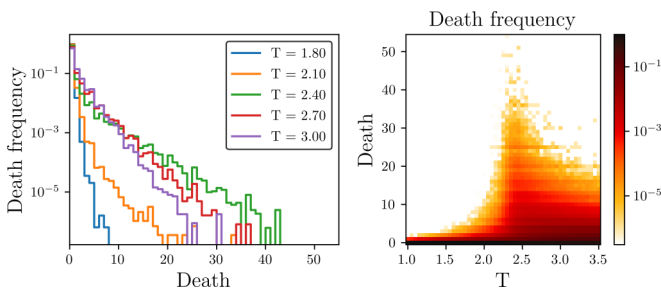 Death frequency
10⁻¹
10⁻³
10⁻⁵
0 10 20 30 40 50
Death
T = 1.80
T = 2.10
T = 2.40
T = 2.70
T = 3.00
Death frequency
Death
50
40
30
20
10
0
1.0 1.5 2.0 2.5 3.0 3.5
T
10⁻¹
10⁻³
10⁻⁵